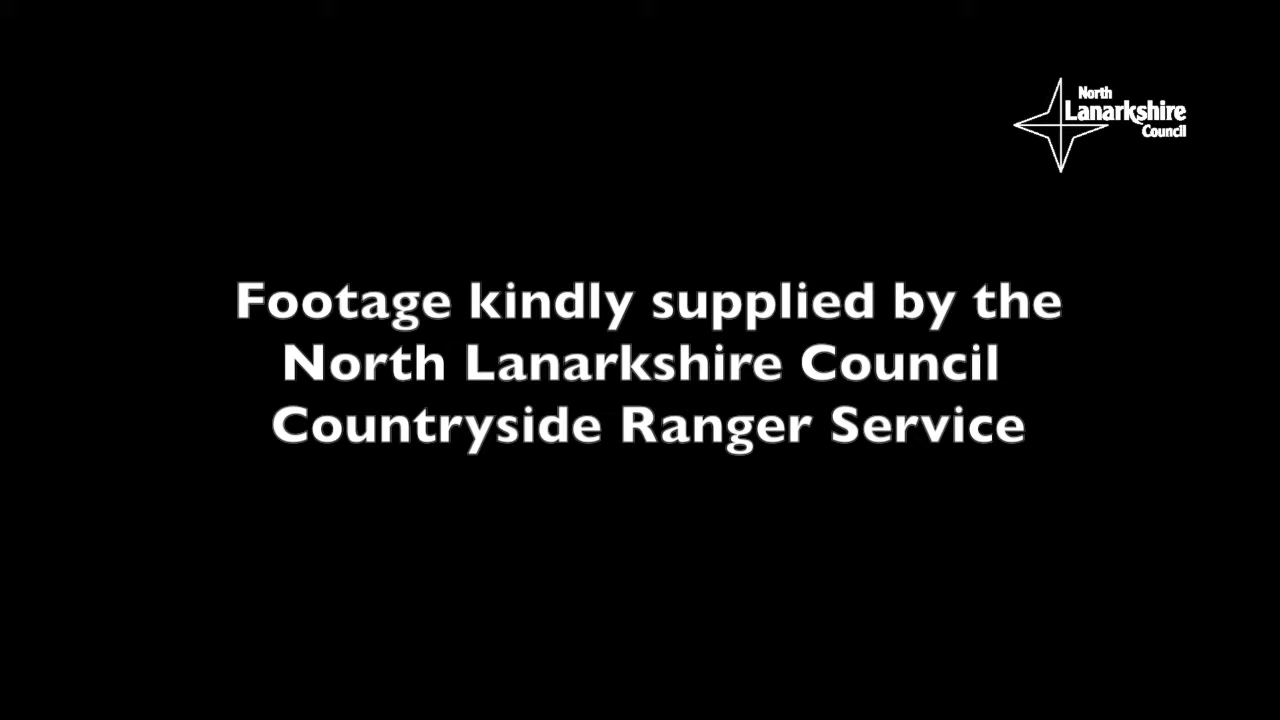 North
Lanarkshire
Council
Footage kindly supplied by the
North Lanarkshire Council
Countryside Ranger Service